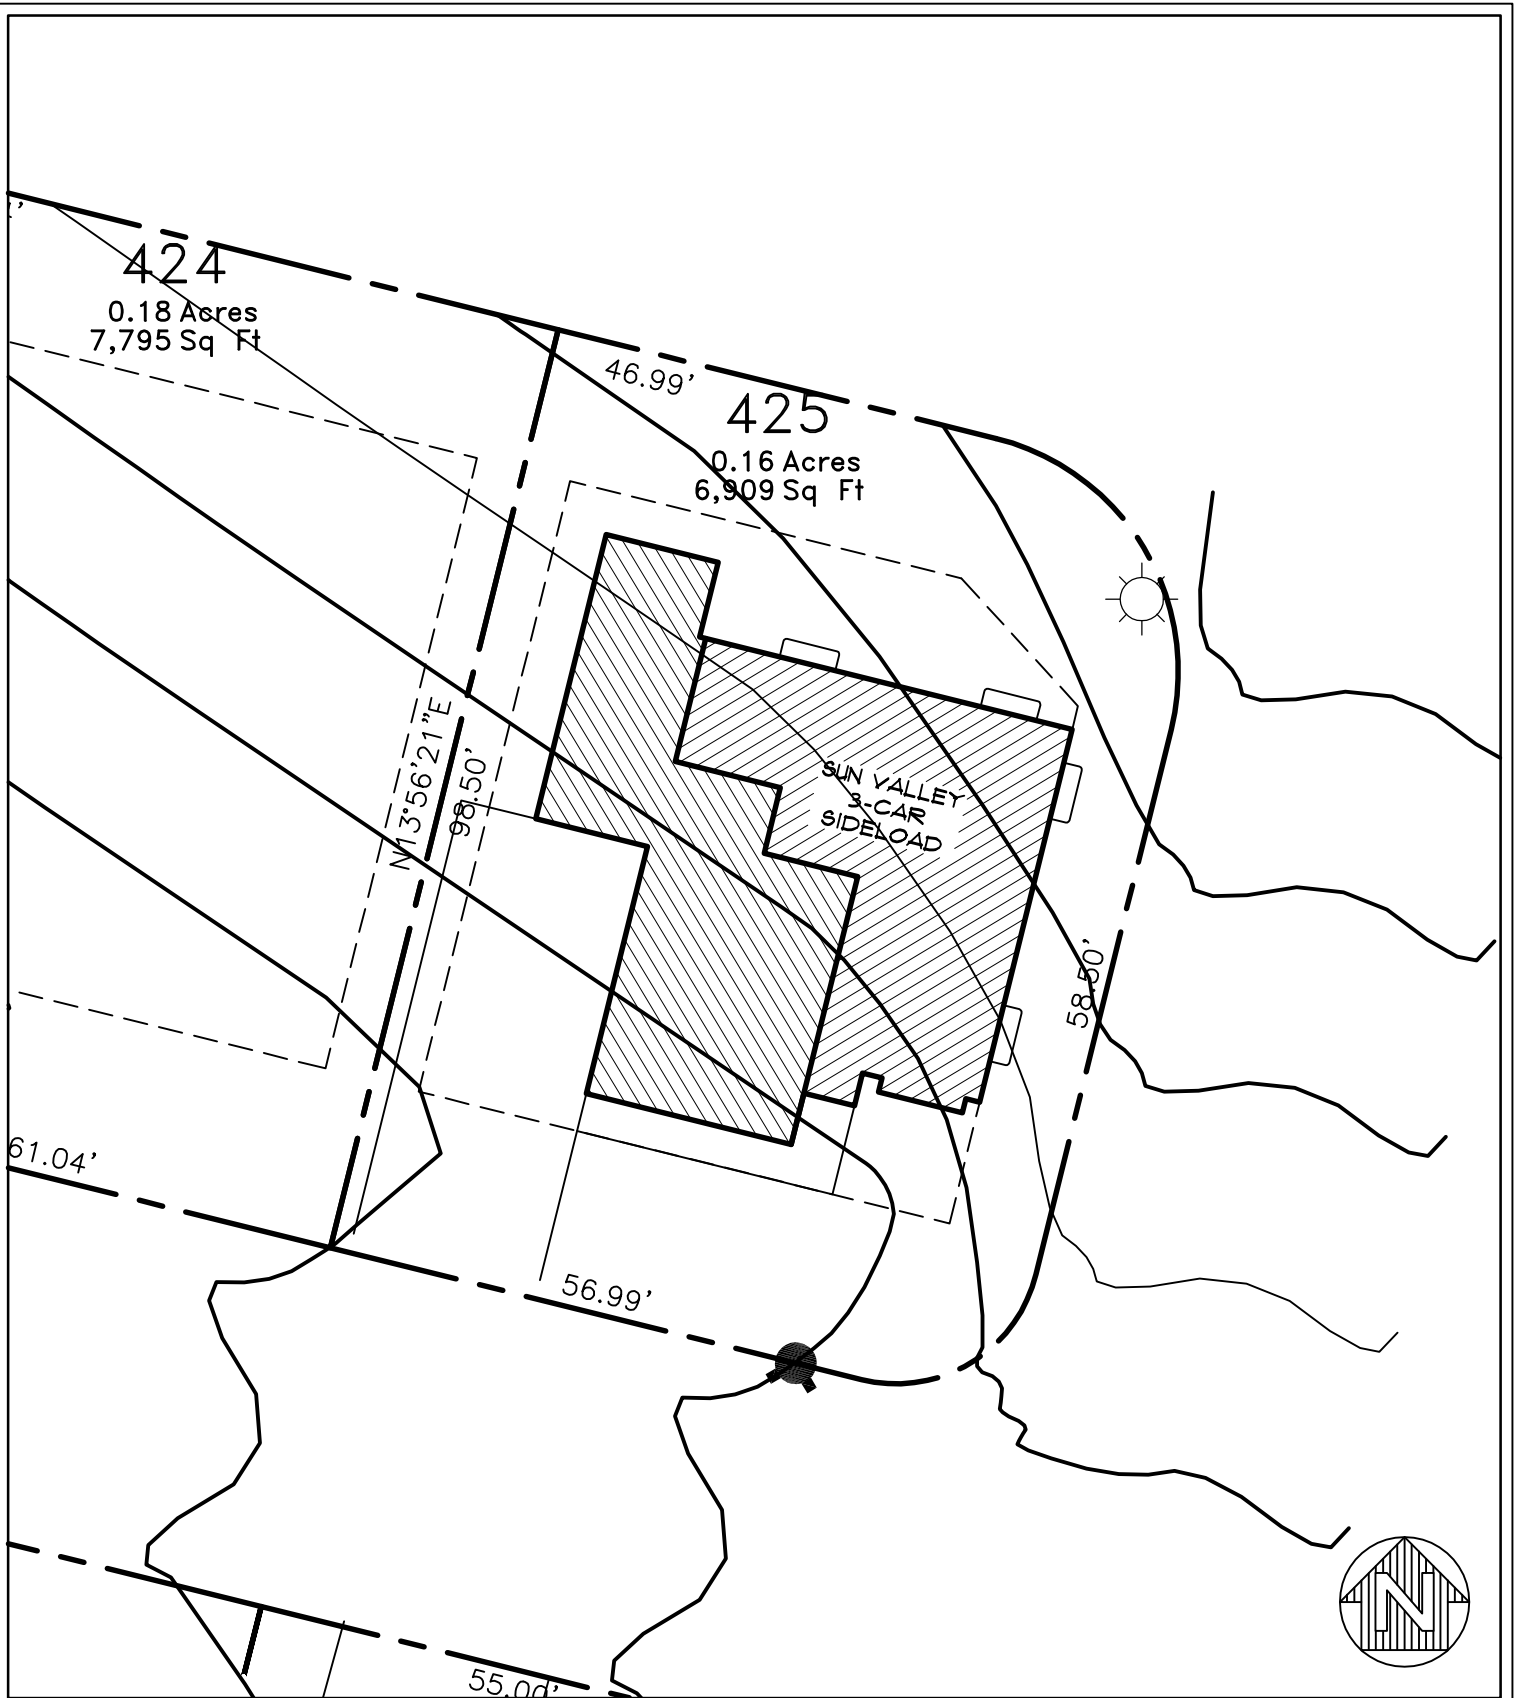 424
0.18 Acres
7,795 Sq Ft
46.99'
425
0.16 Acres
6,909 Sq Ft
N13°56'21"E
98.50'
SUN VALLEY
3-CAR
SIDELOAD
58.50'
61.04'
56.99'
55.00'
N